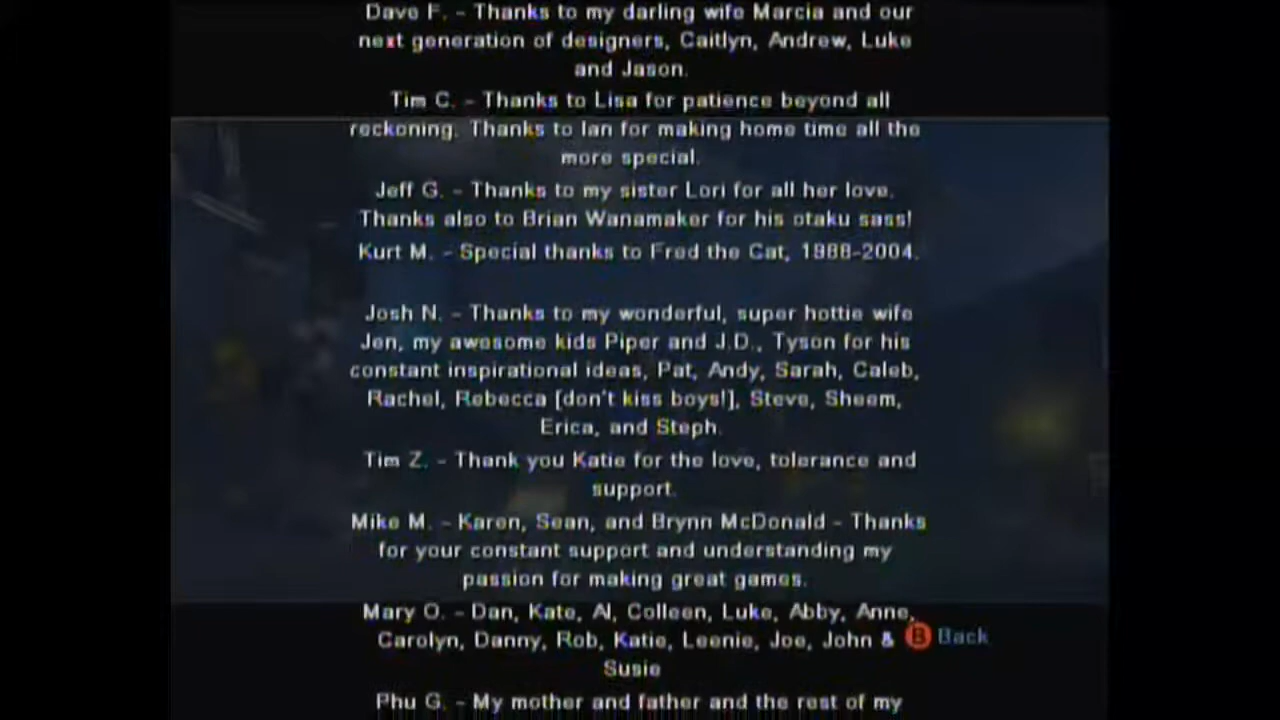 Dave F. - Thanks to my darling wife Marcia and our
next generation of designers, Caitlyn, Andrew, Luke
and Jason.
Tim C. - Thanks to Lisa for patience beyond all
reckoning. Thanks to Ian for making home time all the
more special.
Jeff G. - Thanks to my sister Lori for all her love.
Thanks also to Brian Wanamaker for his otaku sass!
Kurt M. - Special thanks to Fred the Cat, 1988-2004.
Josh N. - Thanks to my wonderful, super hottie wife
Jen, my awesome kids Piper and J.D., Tyson for his
constant inspirational ideas, Pat, Andy, Sarah, Caleb,
Rachel, Rebecca [don't kiss boys!], Steve, Sheem,
Erica, and Steph.
Tim Z. - Thank you Katie for the love, tolerance and
support.
Mike M. - Karen, Sean, and Brynn McDonald - Thanks
for your constant support and understanding my
passion for making great games.
Mary O. - Dan, Kate, Al, Colleen, Luke, Abby, Anne,
Carolyn, Danny, Rob, Katie, Leenie, Joe, John &
Susie
B Back
Phu G. - My mother and father and the rest of my